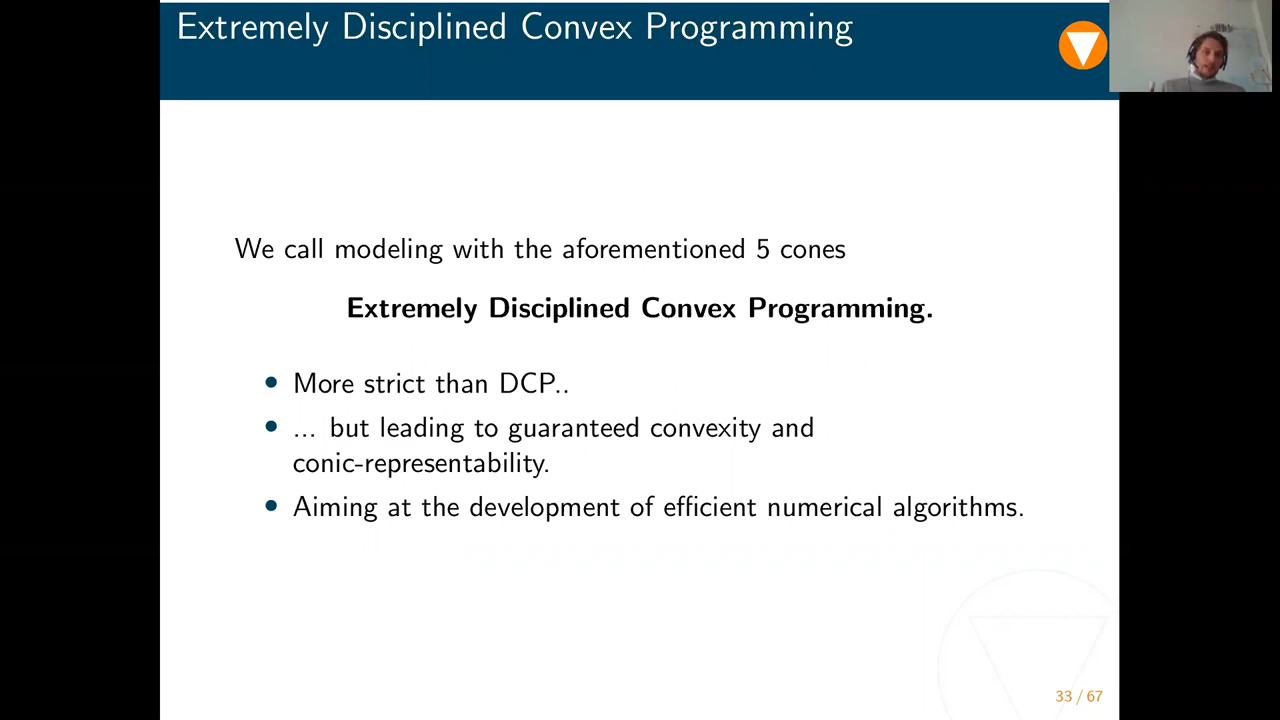 Extremely Disciplined Convex Programming
We call modeling with the aforementioned 5 cones
Extremely Disciplined Convex Programming.
• More strict than DCP..
• ... but leading to guaranteed convexity and
conic-representability.
• Aiming at the development of efficient numerical algorithms.
33 / 67